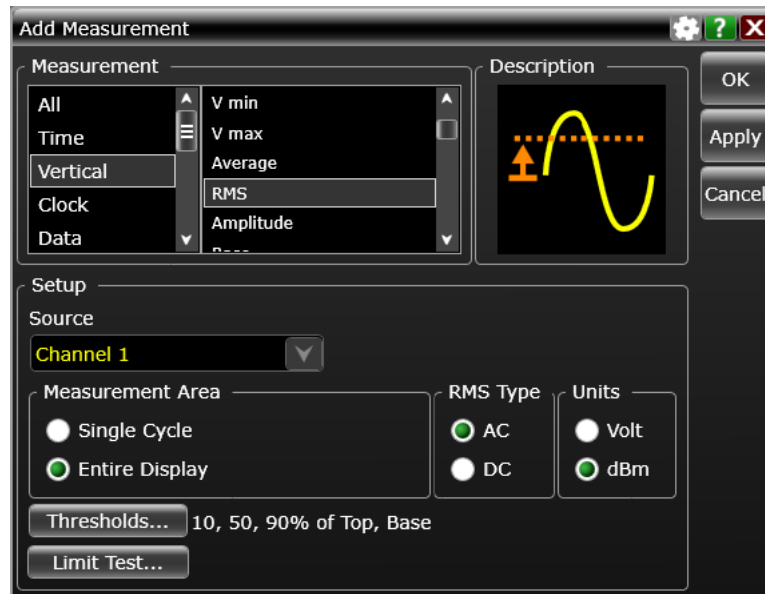 Add Measurement
?
X
Measurement
All
Time
Vertical
Clock
Data
V min
V max
Average
RMS
Amplitude
Description
OK
Apply
Cancel
Setup
Source
Channel 1
Measurement Area
Single Cycle
Entire Display
RMS Type
AC
DC
Units
Volt
dBm
Thresholds... 10, 50, 90% of Top, Base
Limit Test...